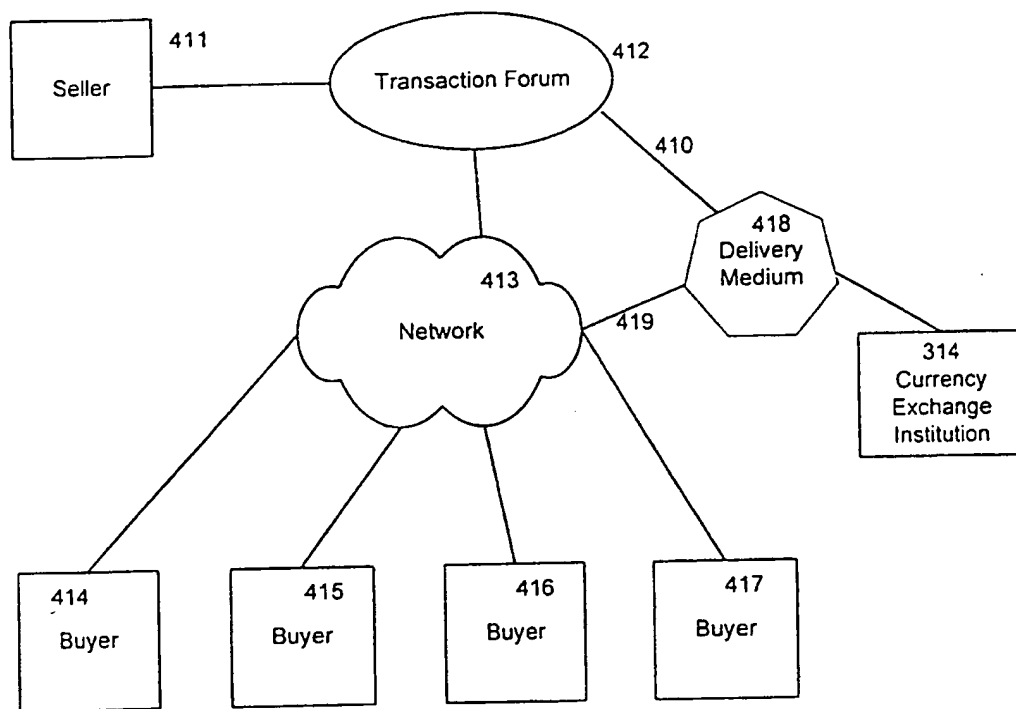 411
Seller
412
Transaction Forum
410
418
Delivery
Medium
413
Network
419
314
Currency
Exchange
Institution
414
Buyer
415
Buyer
416
Buyer
417
Buyer